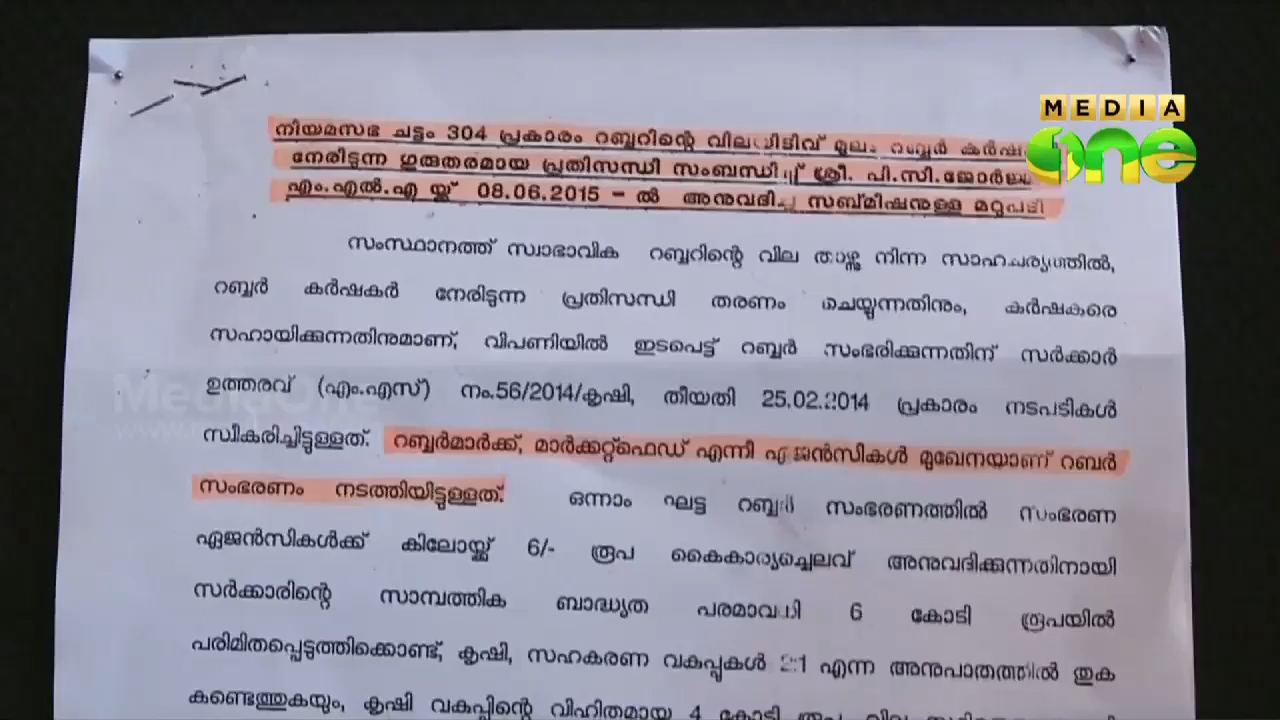 MEDIA
one
നിയമസഭ ചട്ടം 304 പ്രകാരം റബ്ബറിന്റെ വിലയിടിവ് മൂലം റബ്ബർ
നേരിടുന്ന ഗുരുതരമായ പ്രതിസന്ധി സംബന്ധിച്ച് ശ്രീ. പി.സി.ജോർജ്ജ്
എം.എൽ.എ യ്ക്ക് 08.06.2015 - ൽ അനുവദിച്ച സബ്മിഷനുള്ള മറുപടി
സംസ്ഥാനത്ത് സ്വാഭാവിക റബ്ബറിന്റെ വില താഴ്ന്നു നിന്ന സാഹചര്യത്തിൽ,
റബ്ബർ കർഷകർ നേരിടുന്ന പ്രതിസന്ധി തരണം ചെയ്യുന്നതിനും, കർഷകരെ
സഹായിക്കുന്നതിനുമാണ്, വിപണിയിൽ ഇടപെട്ട് റബ്ബർ സംഭരിക്കുന്നതിന് സർക്കാർ
ഉത്തരവ് (എം.എസ്) നം.56/2014/കൃഷി, തീയതി 25.02.2014 പ്രകാരം നടപടികൾ
സ്വീകരിച്ചിട്ടുള്ളത്. റബ്ബർമാർക്ക്, മാർക്കറ്റ്ഫെഡ് എന്നീ ഏജൻസികൾ മുഖേനയാണ് റബർ
സംഭരണം നടത്തിയിട്ടുള്ളത്. ഒന്നാം ഘട്ട റബ്ബർ സംഭരണത്തിൽ സംഭരണ
ഏജൻസികൾക്ക് കിലോയ്ക്ക് 6/- രൂപ കൈകാര്യച്ചെലവ് അനുവദിക്കുന്നതിനായി
സർക്കാരിന്റെ സാമ്പത്തിക ബാദ്ധ്യത പരമാവധി 6 കോടി രൂപയിൽ
പരിമിതപ്പെടുത്തിക്കൊണ്ട്, കൃഷി, സഹകരണ വകുപ്പുകൾ 2:1 എന്ന അനുപാതത്തിൽ തുക
കണ്ടെത്തുകയും, കൃഷി വകുപ്പിന്റെ വിഹിതമായ 4 കോടി രൂപ വില
MediaOne